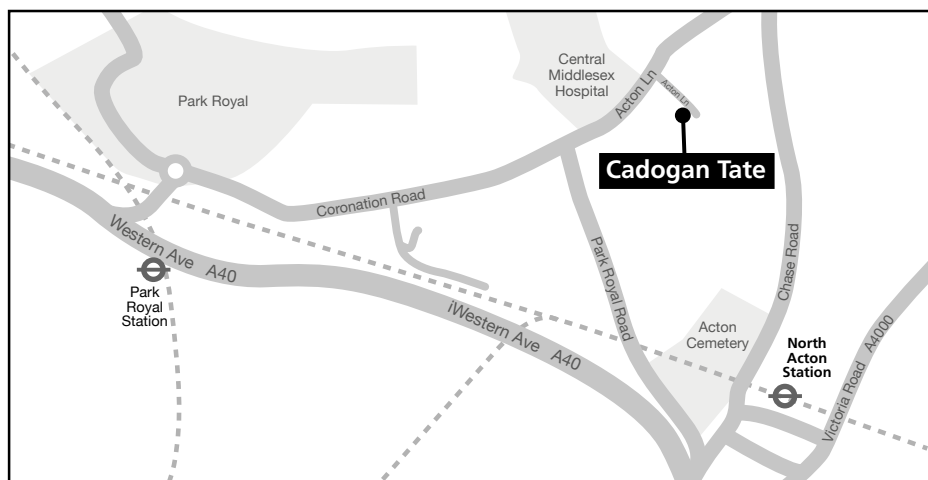 Central
Middlesex
Hospital
Park Royal
Acton Ln
Acton Ln
Cadogan Tate
Coronation Road
Western Ave A40
Park Royal Road
Chase Road
Park
Royal
Station
iWestern Ave A40
Acton
Cemetery
North
Acton
Station
Victoria Road A4000